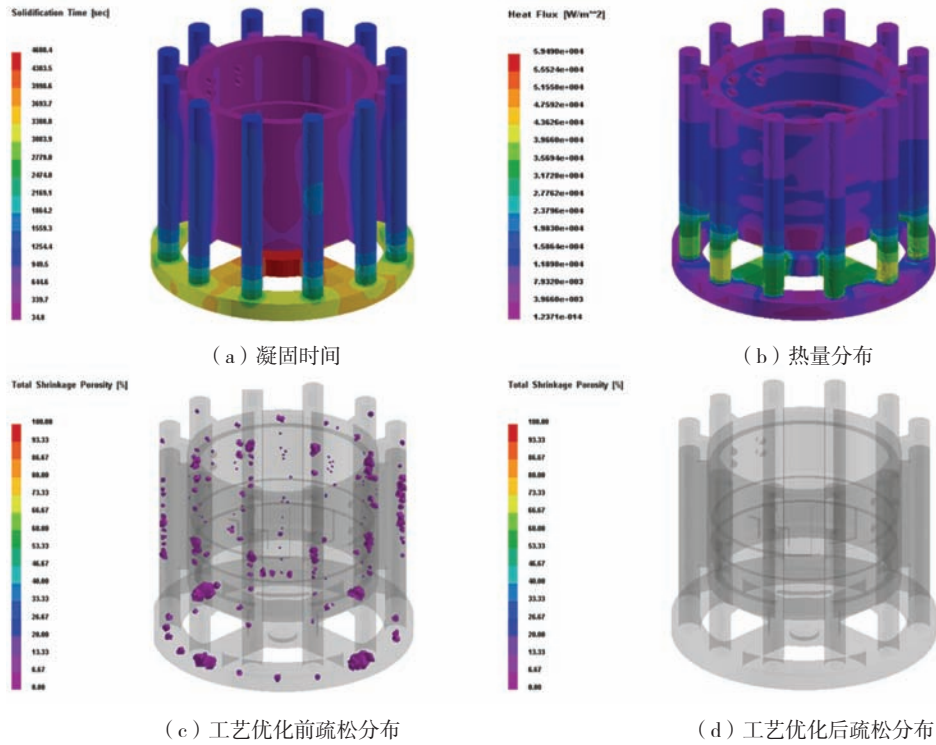 Solidification Time [sec]
4608.4
4303.5
3998.6
3693.7
3388.8
3083.9
2779.0
2474.0
2169.1
1864.2
1559.3
1254.4
949.5
644.6
339.7
34.8
(a)凝固时间
Heat Flux [W/m**2]
5.9490e+004
5.5524e+004
5.1558e+004
4.7592e+004
4.3626e+004
3.9660e+004
3.5694e+004
3.1728e+004
2.7762e+004
2.3796e+004
1.9830e+004
1.5864e+004
1.1898e+004
7.9320e+003
3.9660e+003
1.2371e-014
(b)热量分布
Total Shrinkage Porosity [%]
100.00
93.33
86.67
80.00
73.33
66.67
60.00
53.33
46.67
40.00
33.33
26.67
20.00
13.33
6.67
0.00
(c)工艺优化前疏松分布
Total Shrinkage Porosity [%]
100.00
93.33
86.67
80.00
73.33
66.67
60.00
53.33
46.67
40.00
33.33
26.67
20.00
13.33
6.67
0.00
(d)工艺优化后疏松分布